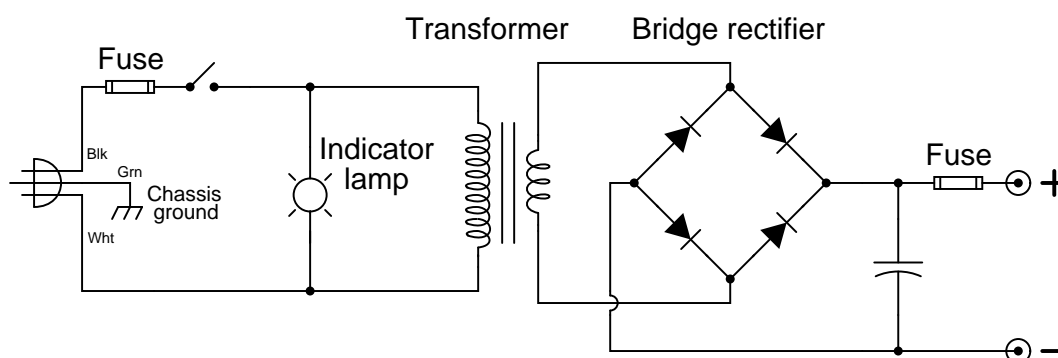 Transformer
Bridge rectifier
Fuse
Blk
Grn
Chassis
ground
Wht
Indicator
lamp
Fuse
+
-